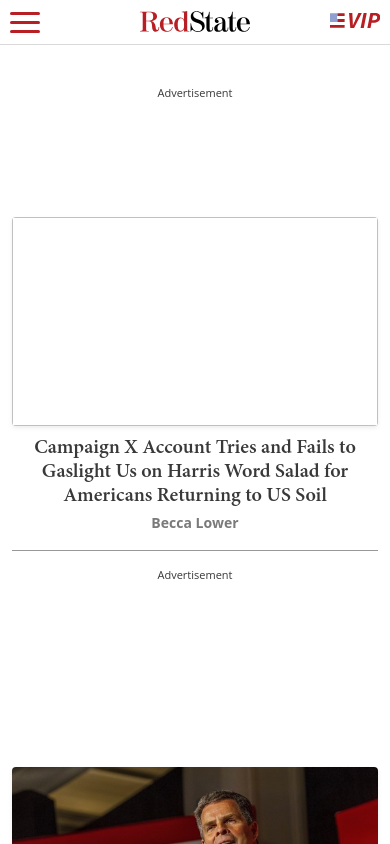 RedState
VIP
Advertisement
Campaign X Account Tries and Fails to
Gaslight Us on Harris Word Salad for
Americans Returning to US Soil
Becca Lower
Advertisement